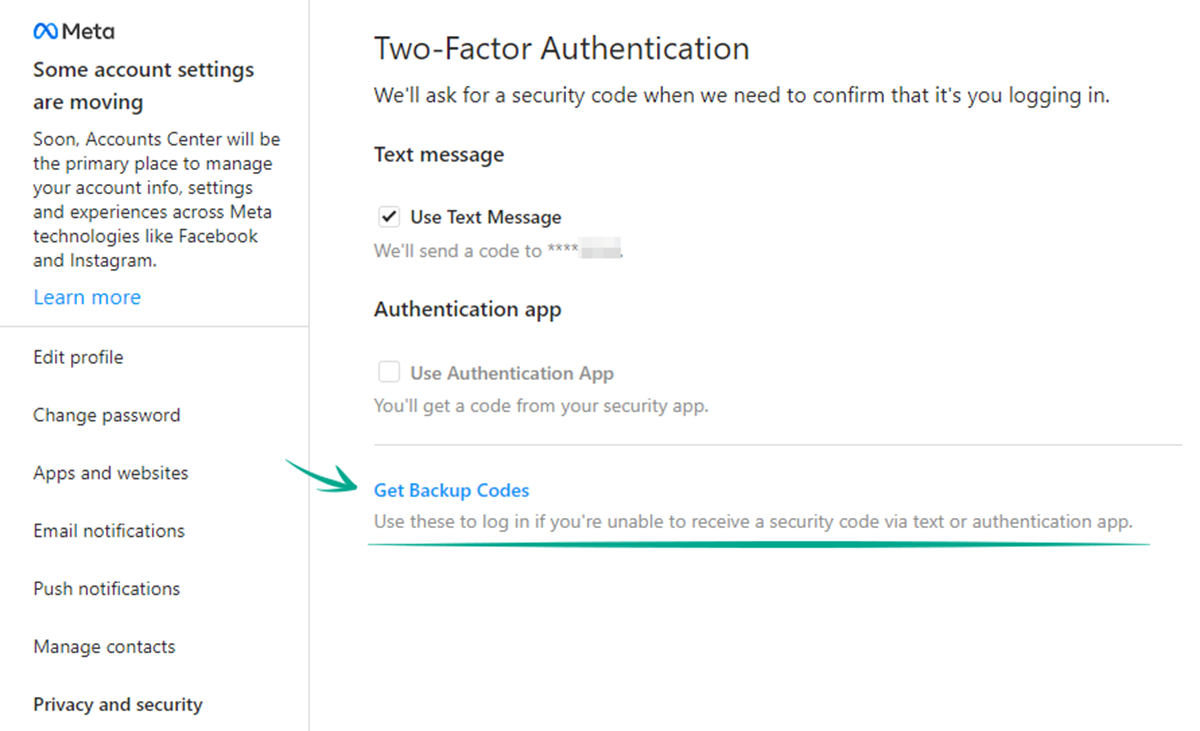 Meta
Some account settings
are moving
Soon, Accounts Center will be
the primary place to manage
your account info, settings
and experiences across Meta
technologies like Facebook
and Instagram.
Learn more
Edit profile
Change password
Apps and websites
Email notifications
Push notifications
Manage contacts
Privacy and security
Two-Factor Authentication
We'll ask for a security code when we need to confirm that it's you logging in.
Text message
Use Text Message
We'll send a code to ****.
Authentication app
Use Authentication App
You'll get a code from your security app.
Get Backup Codes
Use these to log in if you're unable to receive a security code via text or authentication app.